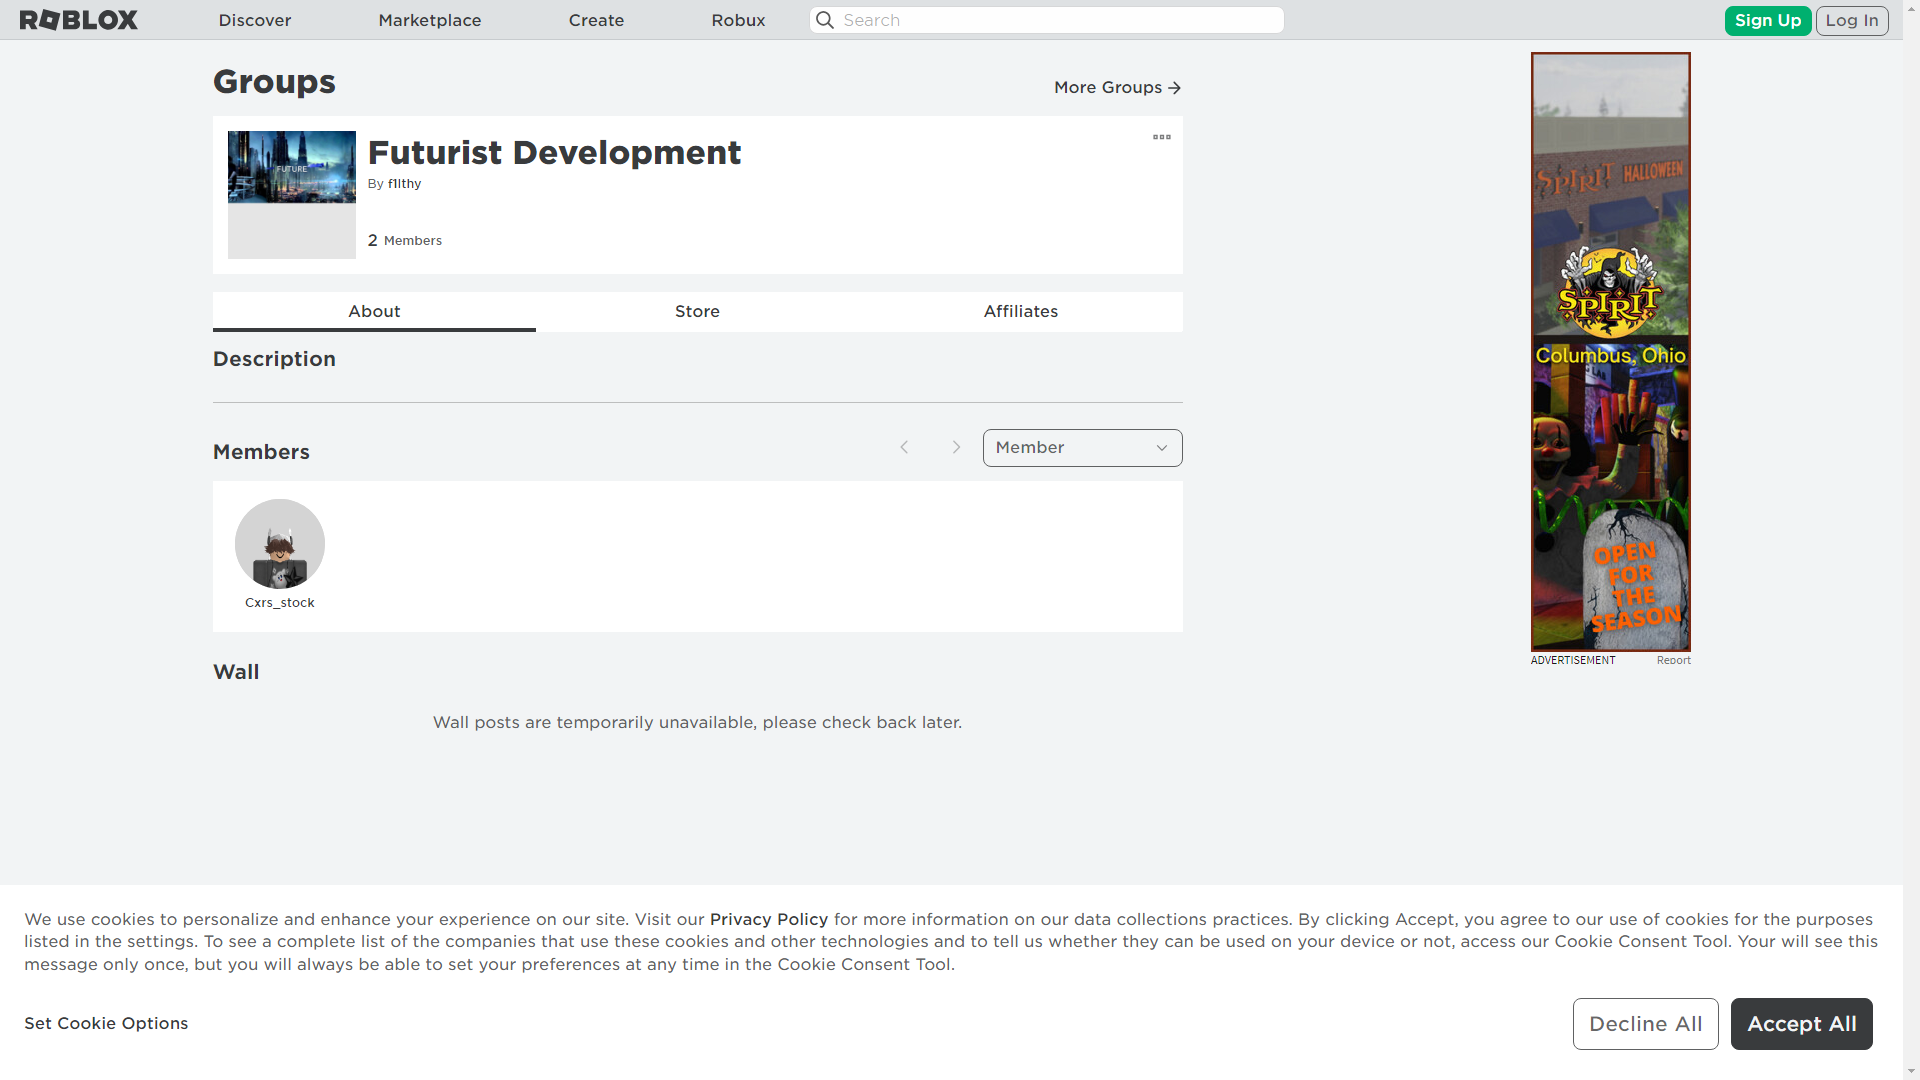 ROBLOX Discover Marketplace Create Robux Search Sign Up Log In
Groups
More Groups
FUTURE
Futurist Development
By f1lthy
2 Members
About Store Affiliates
Description
Members
Member
Cxrs_stock
Wall
Wall posts are temporarily unavailable, please check back later.
SPIRIT HALLOWEEN
SPIRIT
Columbus, Ohio
LAB
OPEN
FOR
THE
SEASON
ADVERTISEMENT Report
We use cookies to personalize and enhance your experience on our site. Visit our Privacy Policy for more information on our data collections practices. By clicking Accept, you agree to our use of cookies for the purposes
listed in the settings. To see a complete list of the companies that use these cookies and other technologies and to tell us whether they can be used on your device or not, access our Cookie Consent Tool. Your will see this
message only once, but you will always be able to set your preferences at any time in the Cookie Consent Tool.
Set Cookie Options
Decline All
Accept All